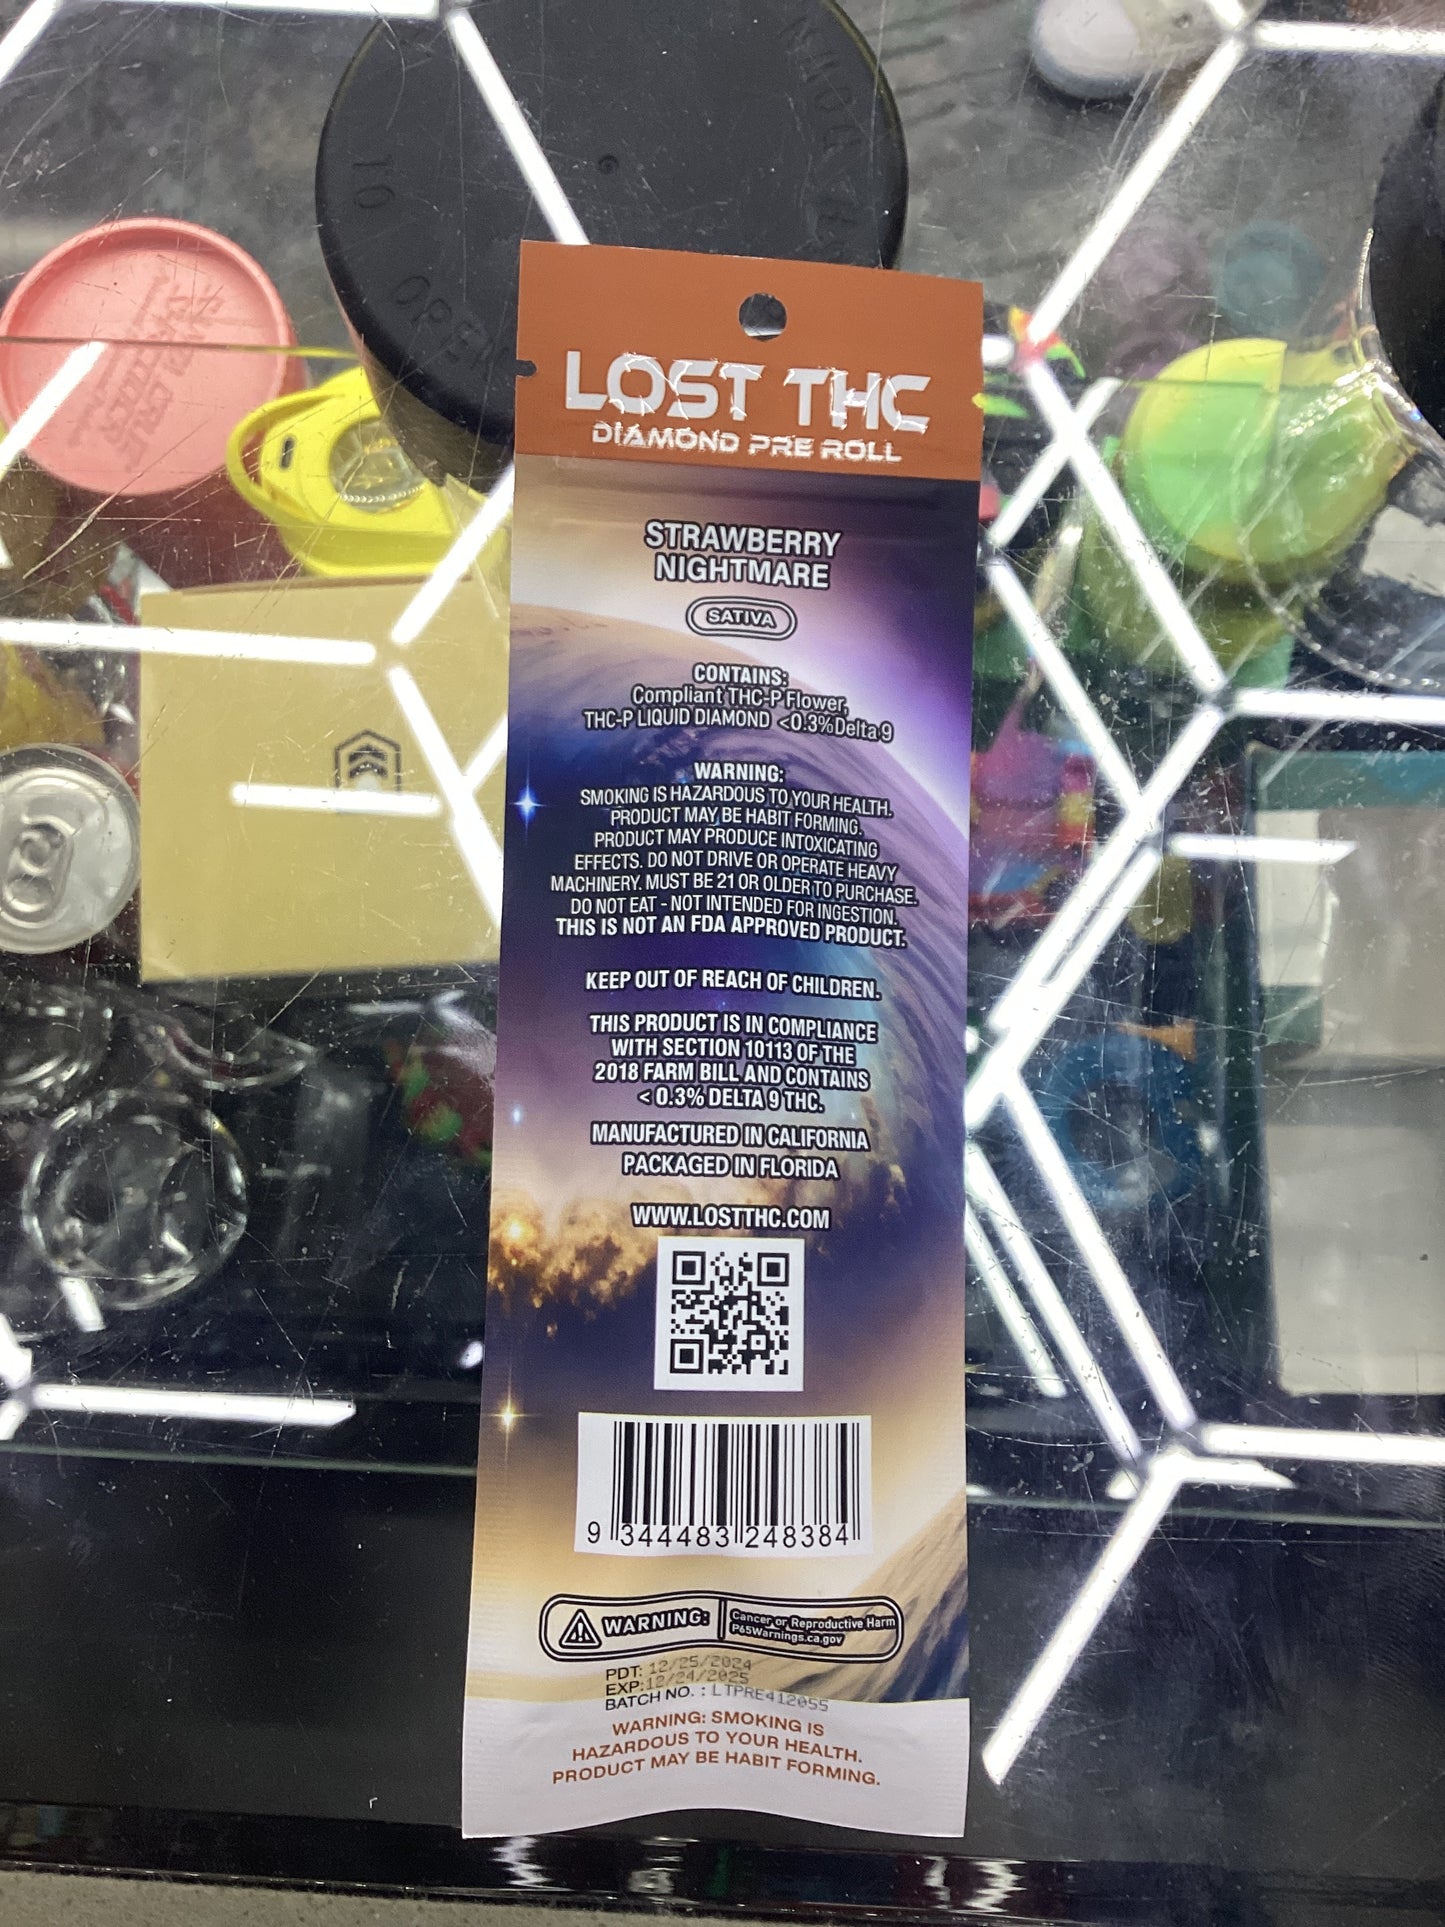 TO OPEN
LOST THC
DIAMOND PRE ROLL
STRAWBERRY
NIGHTMARE
SATIVA
CONTAINS:
Compliant THC-P Flower,
THC-P LIQUID DIAMOND <0.3%Delta 9
WARNING:
SMOKING IS HAZARDOUS TO YOUR HEALTH.
PRODUCT MAY BE HABIT FORMING.
PRODUCT MAY PRODUCE INTOXICATING
EFFECTS. DO NOT DRIVE OR OPERATE HEAVY
MACHINERY. MUST BE 21 OR OLDER TO PURCHASE.
DO NOT EAT - NOT INTENDED FOR INGESTION.
THIS IS NOT AN FDA APPROVED PRODUCT.
KEEP OUT OF REACH OF CHILDREN.
THIS PRODUCT IS IN COMPLIANCE
WITH SECTION 10113 OF THE
2018 FARM BILL AND CONTAINS
< 0.3% DELTA 9 THC.
MANUFACTURED IN CALIFORNIA
PACKAGED IN FLORIDA
WWW.LOSTTHC.COM
9 344483 248384
WARNING: Cancer or Reproductive Harm
P65Warnings.ca.gov
PDT: 12/25/2024
EXP:12/24/2025
BATCH NO. : LTPRE412055
WARNING: SMOKING IS
HAZARDOUS TO YOUR HEALTH.
PRODUCT MAY BE HABIT FORMING.